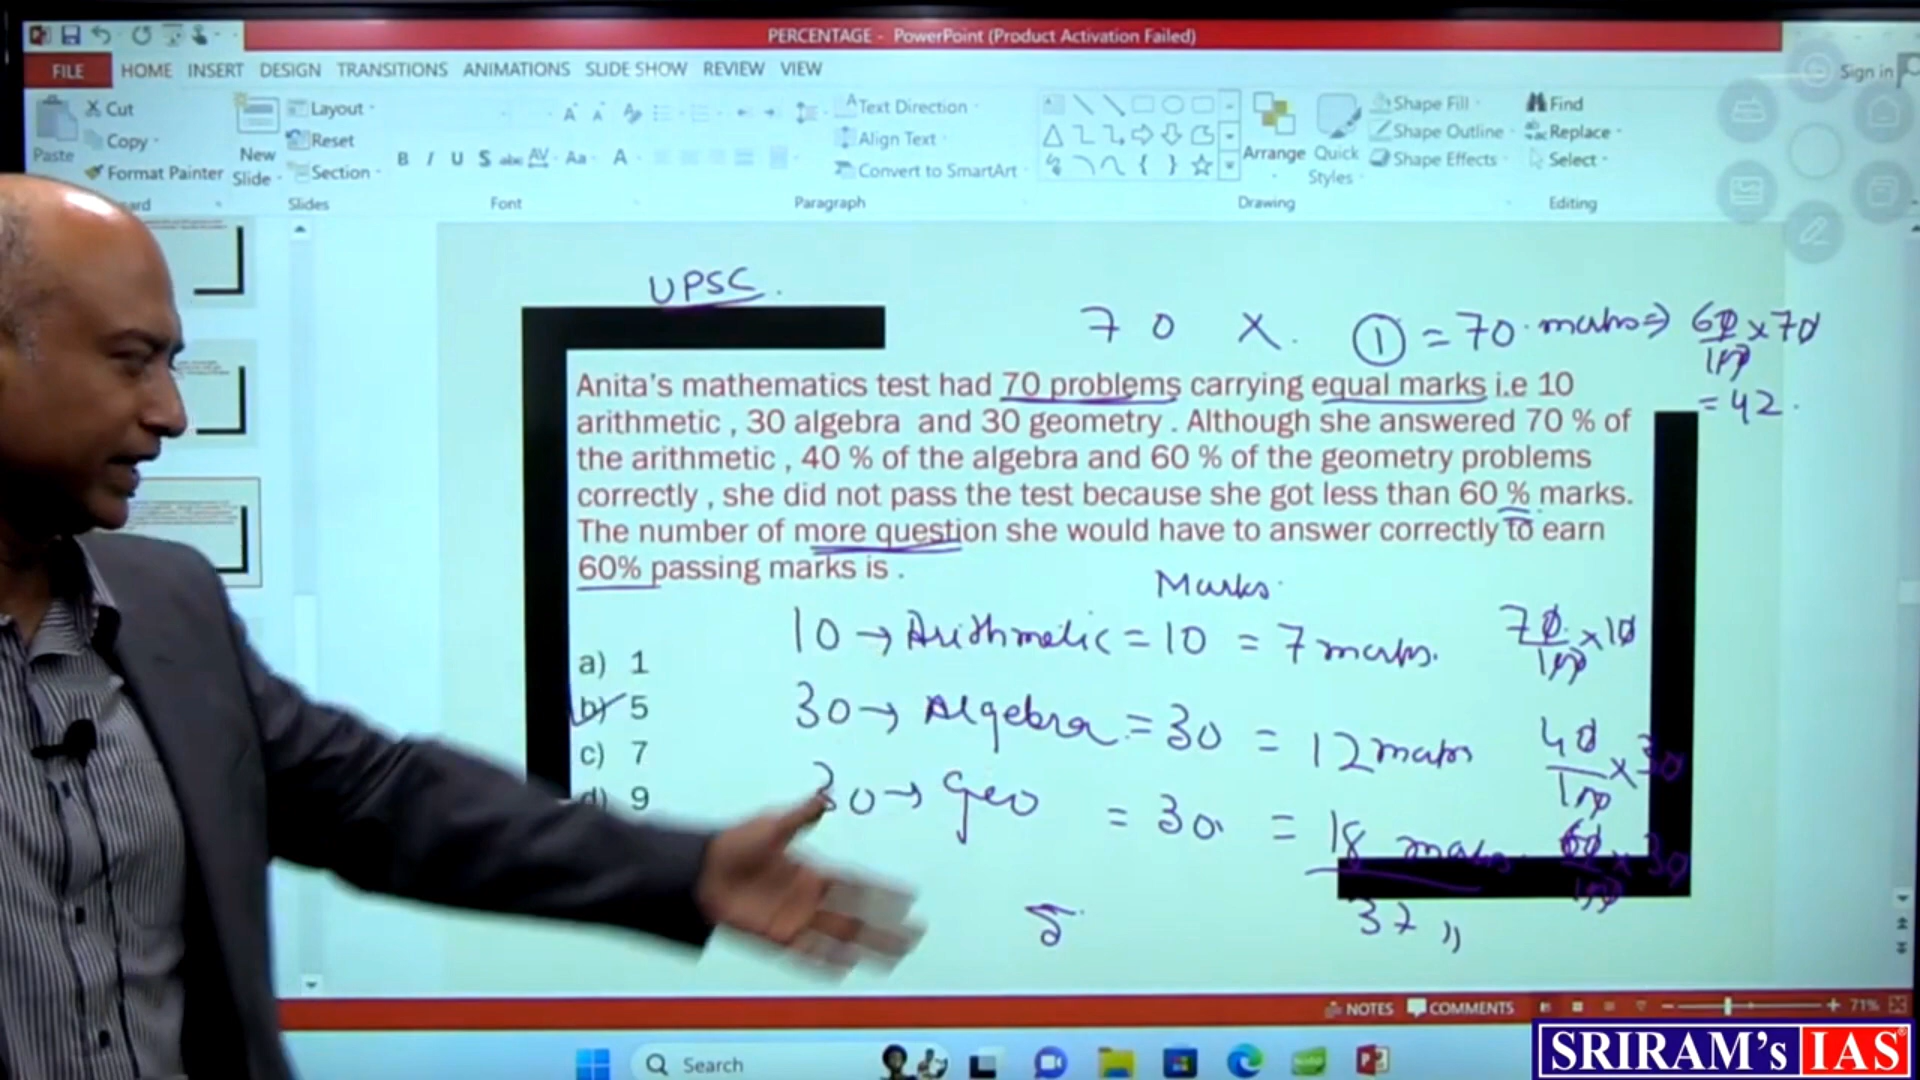 PERCENTAGE - PowerPoint (Product Activation Failed)
FILE HOME INSERT DESIGN TRANSITIONS ANIMATIONS SLIDE SHOW REVIEW VIEW
Sign in
Paste
Cut
Copy
Format Painter
New
Slide
Layout
Reset
Section
B I U S abc AV Aa A
Text Direction
Align Text
Convert to SmartArt
Arrange
Quick
Styles
Shape Fill
Shape Outline
Shape Effects
Find
Replace
Select
Slides Font Paragraph Drawing Editing
UPSC.
70 X. ① = 70 marks ⇒ 60/100 x 70
= 42.
Anita's mathematics test had 70 problems carrying equal marks i.e 10
arithmetic , 30 algebra and 30 geometry . Although she answered 70 % of
the arithmetic , 40 % of the algebra and 60 % of the geometry problems
correctly , she did not pass the test because she got less than 60 % marks.
The number of more question she would have to answer correctly to earn
60% passing marks is .
Marks.
10 → Arithmetic = 10 = 7 marks. 70/100 x 10
30 → Algebra = 30 = 12 marks 40/100 x 30
30 → Geo = 30 = 18 marks 60/100 x 30
37 "
5
a) 1
b) 5
c) 7
d) 9
NOTES COMMENTS 71%
Search
SRIRAM's IAS